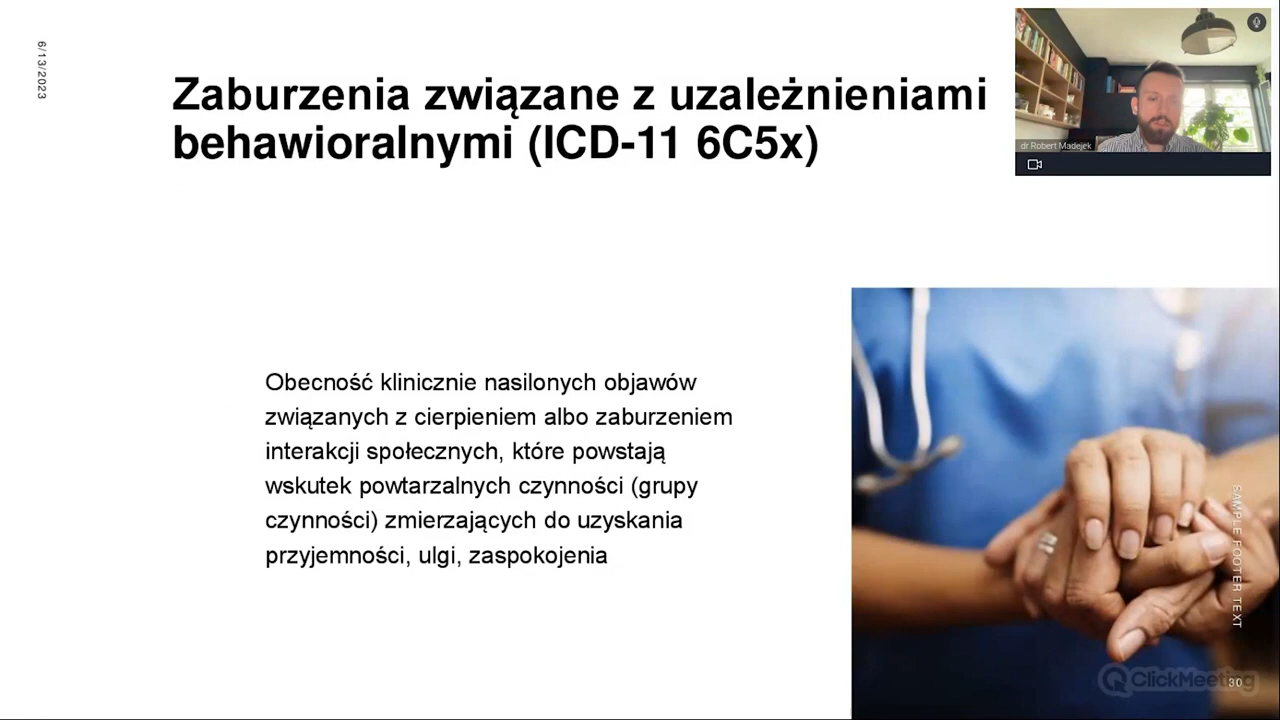 6/13/2023
Zaburzenia związane z uzależnieniami
behawioralnymi (ICD-11 6C5x)
dr Robert Madejek
Obecność klinicznie nasilonych objawów
związanych z cierpieniem albo zaburzeniem
interakcji społecznych, które powstają
wskutek powtarzalnych czynności (grupy
czynności) zmierzających do uzyskania
przyjemności, ulgi, zaspokojenia
SAMPLE FOOTER TEXT
ClickMeeting
30